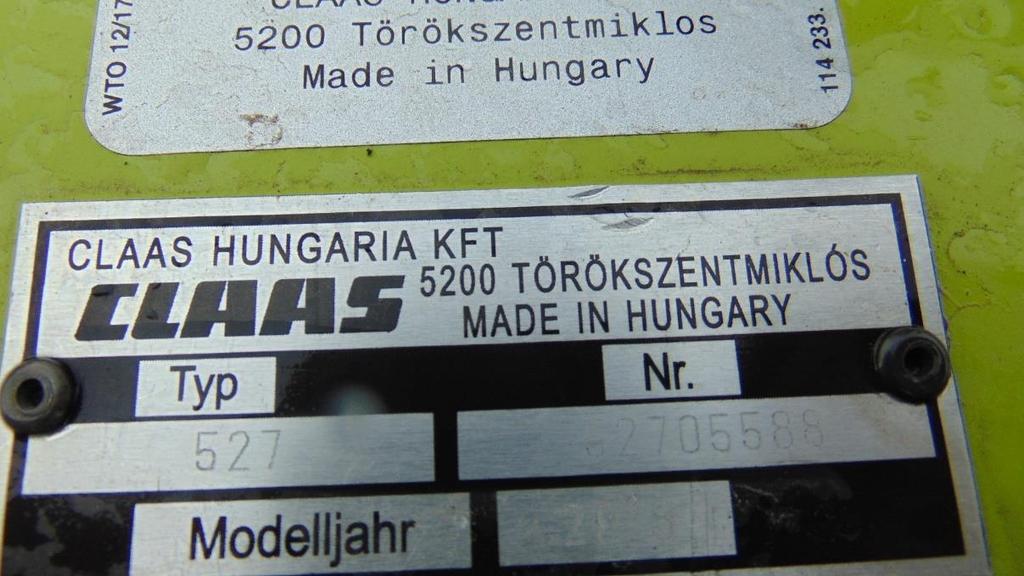 WTO 12/17
5200 Törökszentmiklos
Made in Hungary
114 233.
CLAAS HUNGARIA KFT
CLAAS
5200 TÖRÖKSZENTMIKLÓS
MADE IN HUNGARY
Typ
Nr.
527
52705588
Modelljahr